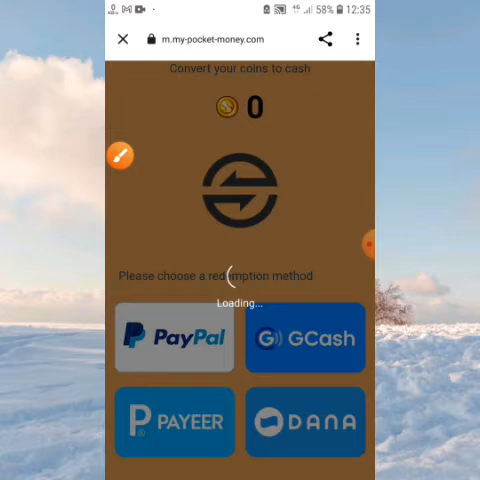 58% 12:35
m.my-pocket-money.com
Convert your coins to cash
0
Please choose a redemption method
Loading...
PayPal GCash
PAYEER DANA